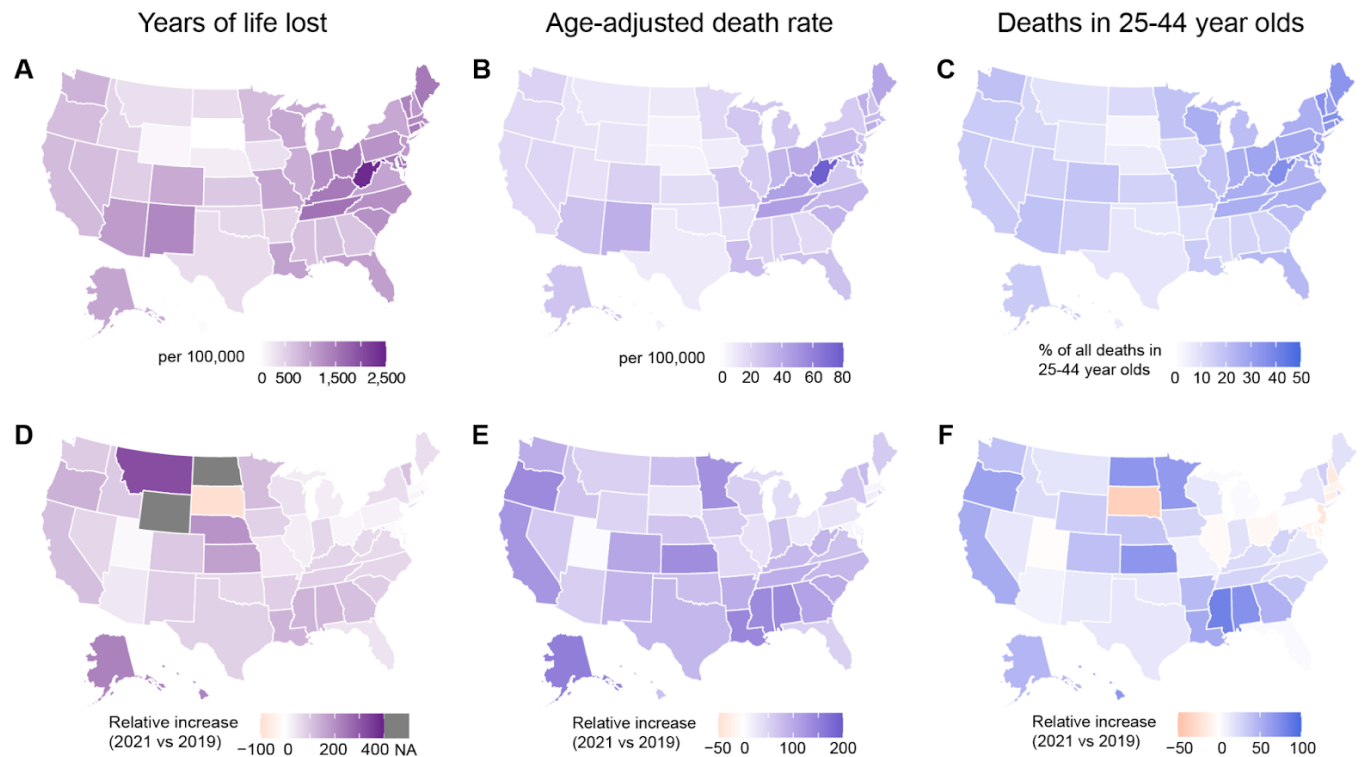 Years of life lost
Age-adjusted death rate
Deaths in 25-44 year olds
A
B
C
per 100,000
0 500 1,500 2,500
per 100,000
0 20 40 60 80
% of all deaths in
25-44 year olds
0 10 20 30 40 50
D
E
F
Relative increase
(2021 vs 2019)
−100 0 200 400 NA
Relative increase
(2021 vs 2019)
−50 0 100 200
Relative increase
(2021 vs 2019)
−50 0 50 100